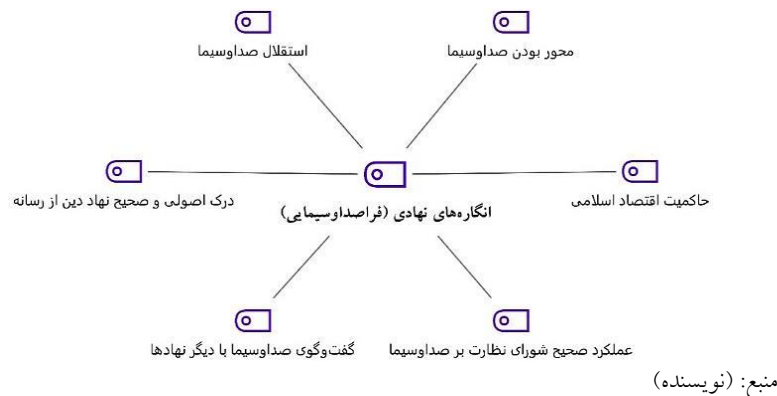 محور بودن صداوسیما
استقلال صداوسیما
حاکمیت اقتصاد اسلامی
درک اصولی و صحیح نهاد دین از رسانه
انگاره‌های نهادی (فراصداوسیمایی)
عملکرد صحیح شورای نظارت بر صداوسیما
گفت‌وگوی صداوسیما با دیگر نهادها
منبع: (نویسنده)